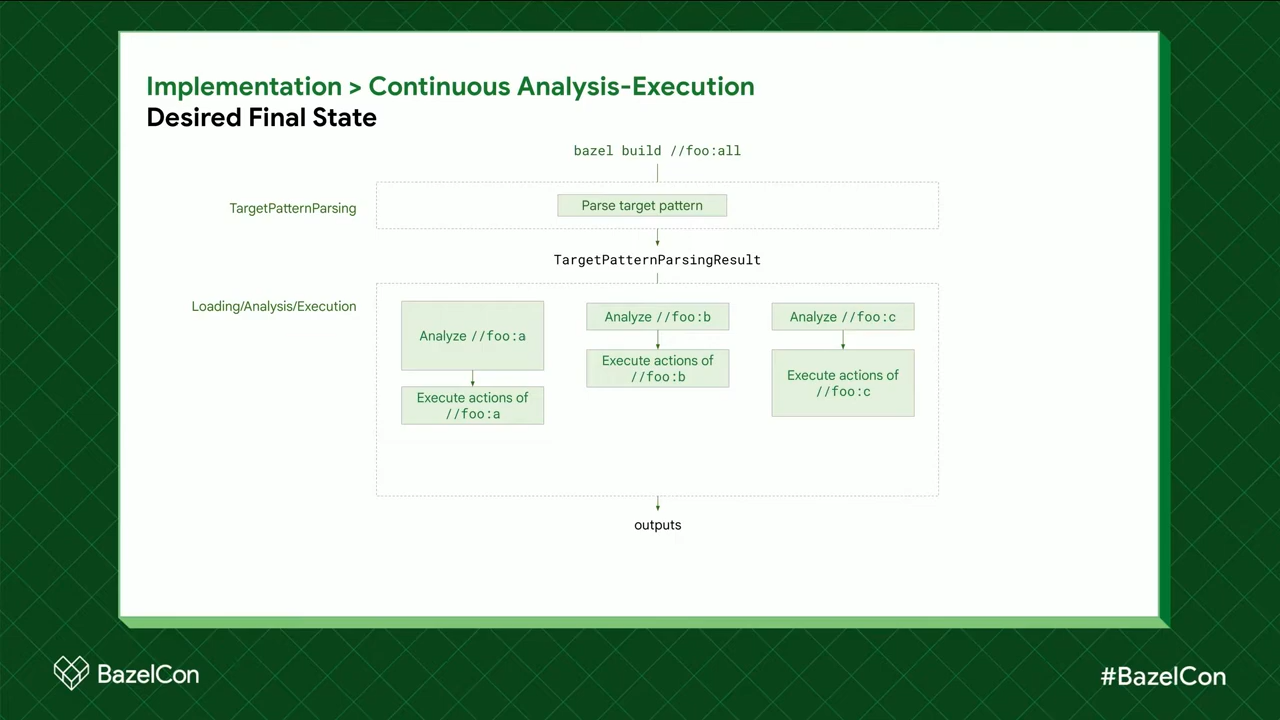 Implementation > Continuous Analysis-Execution
Desired Final State
bazel build //foo:all
TargetPatternParsing
Parse target pattern
TargetPatternParsingResult
Loading/Analysis/Execution
Analyze //foo:a
Execute actions of
//foo:a
Analyze //foo:b
Execute actions of
//foo:b
Analyze //foo:c
Execute actions of
//foo:c
outputs
BazelCon
#BazelCon